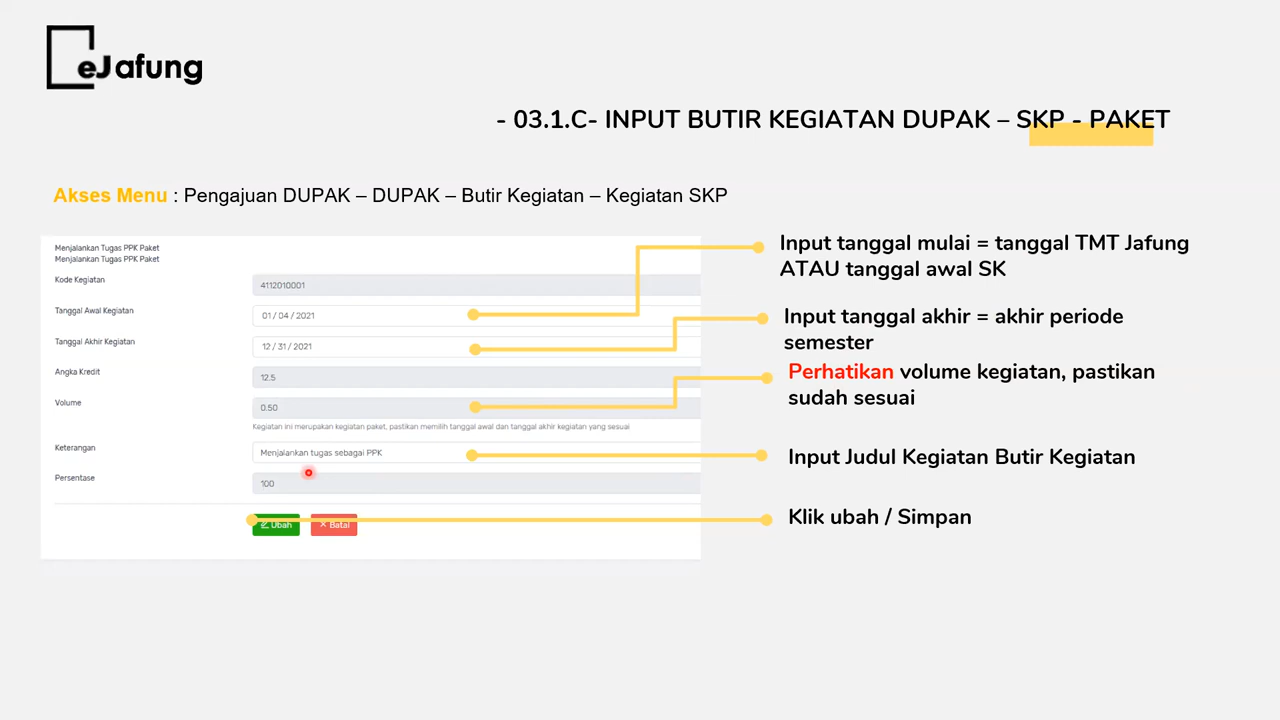 eJafung
- 03.1.C- INPUT BUTIR KEGIATAN DUPAK – SKP - PAKET
Akses Menu : Pengajuan DUPAK – DUPAK – Butir Kegiatan – Kegiatan SKP
Menjalankan Tugas PPK Paket
Menjalankan Tugas PPK Paket
Kode Kegiatan
4112010001
Tanggal Awal Kegiatan
01 / 04 / 2021
Tanggal Akhir Kegiatan
12 / 31 / 2021
Angka Kredit
12.5
Volume
0.50
Kegiatan ini merupakan kegiatan paket, pastikan memilih tanggal awal dan tanggal akhir kegiatan yang sesuai
Keterangan
Menjalankan tugas sebagai PPK
Persentase
100
Ubah
× Batal
Input tanggal mulai = tanggal TMT Jafung
ATAU tanggal awal SK
Input tanggal akhir = akhir periode
semester
Perhatikan volume kegiatan, pastikan
sudah sesuai
Input Judul Kegiatan Butir Kegiatan
Klik ubah / Simpan